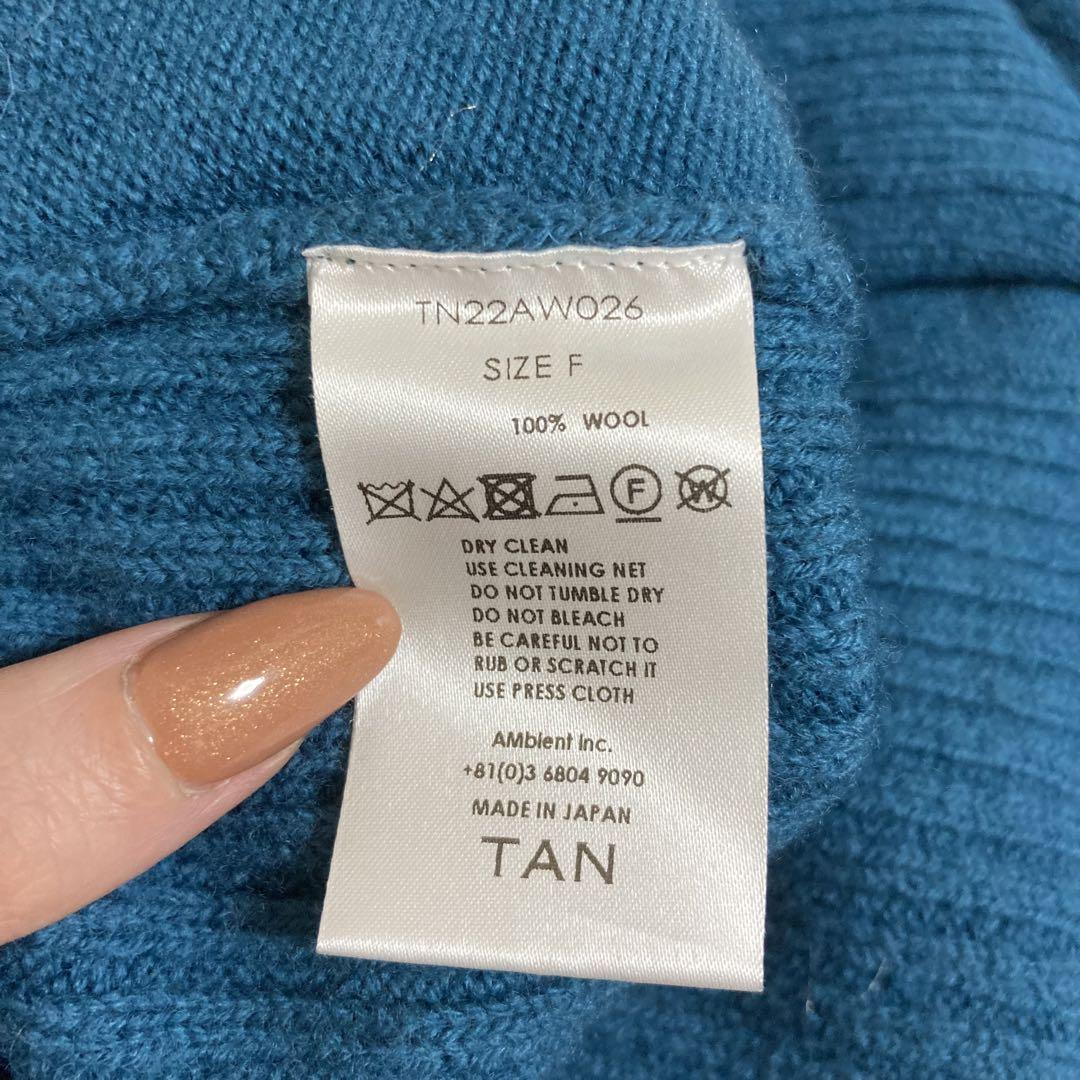 TN22AW026
SIZE F
100% WOOL
F W
DRY CLEAN
USE CLEANING NET
DO NOT TUMBLE DRY
DO NOT BLEACH
BE CAREFUL NOT TO
RUB OR SCRATCH IT
USE PRESS CLOTH
AMbient Inc.
+81(0)3 6804 9090
MADE IN JAPAN
TAN